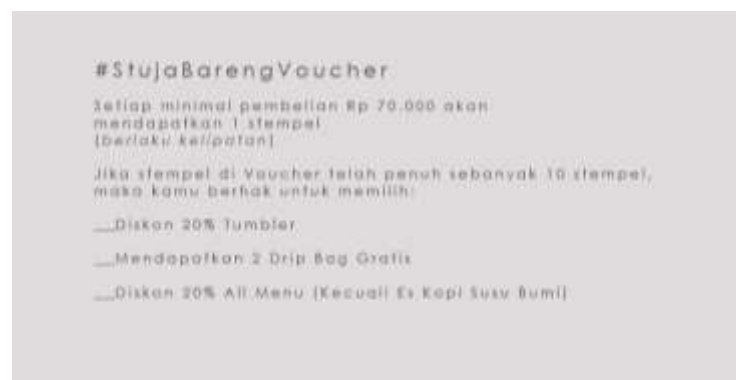 #StujaBarengVoucher
Setiap minimal pembelian Rp 70.000 akan
mendapatkan 1 stempel
(berlaku kelipatan)
Jika stempel di Voucher telah penuh sebanyak 10 stempel,
maka kamu berhak untuk memilih:
__Diskon 20% Tumbler
__Mendapatkan 2 Drip Bag Gratis
__Diskon 20% All Menu (Kecuali Es Kopi Susu Bumi)